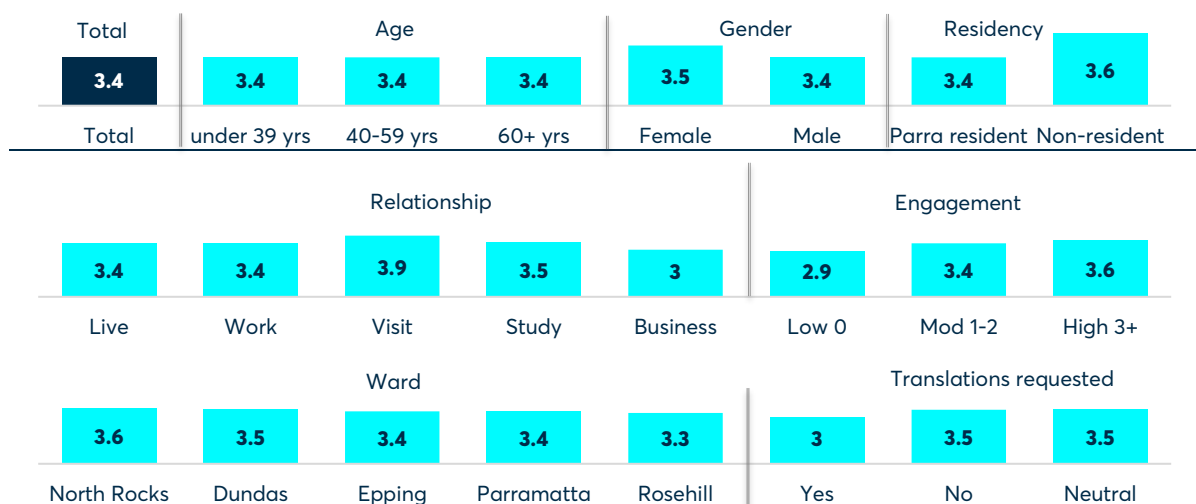 Total Age Gender Residency
3.4 3.4 3.4 3.4 3.5 3.4 3.4 3.6
Total under 39 yrs 40-59 yrs 60+ yrs Female Male Parra resident Non-resident
Relationship Engagement
3.4 3.4 3.9 3.5 3 2.9 3.4 3.6
Live Work Visit Study Business Low 0 Mod 1-2 High 3+
Ward Translations requested
3.6 3.5 3.4 3.4 3.3 3 3.5 3.5
North Rocks Dundas Epping Parramatta Rosehill Yes No Neutral